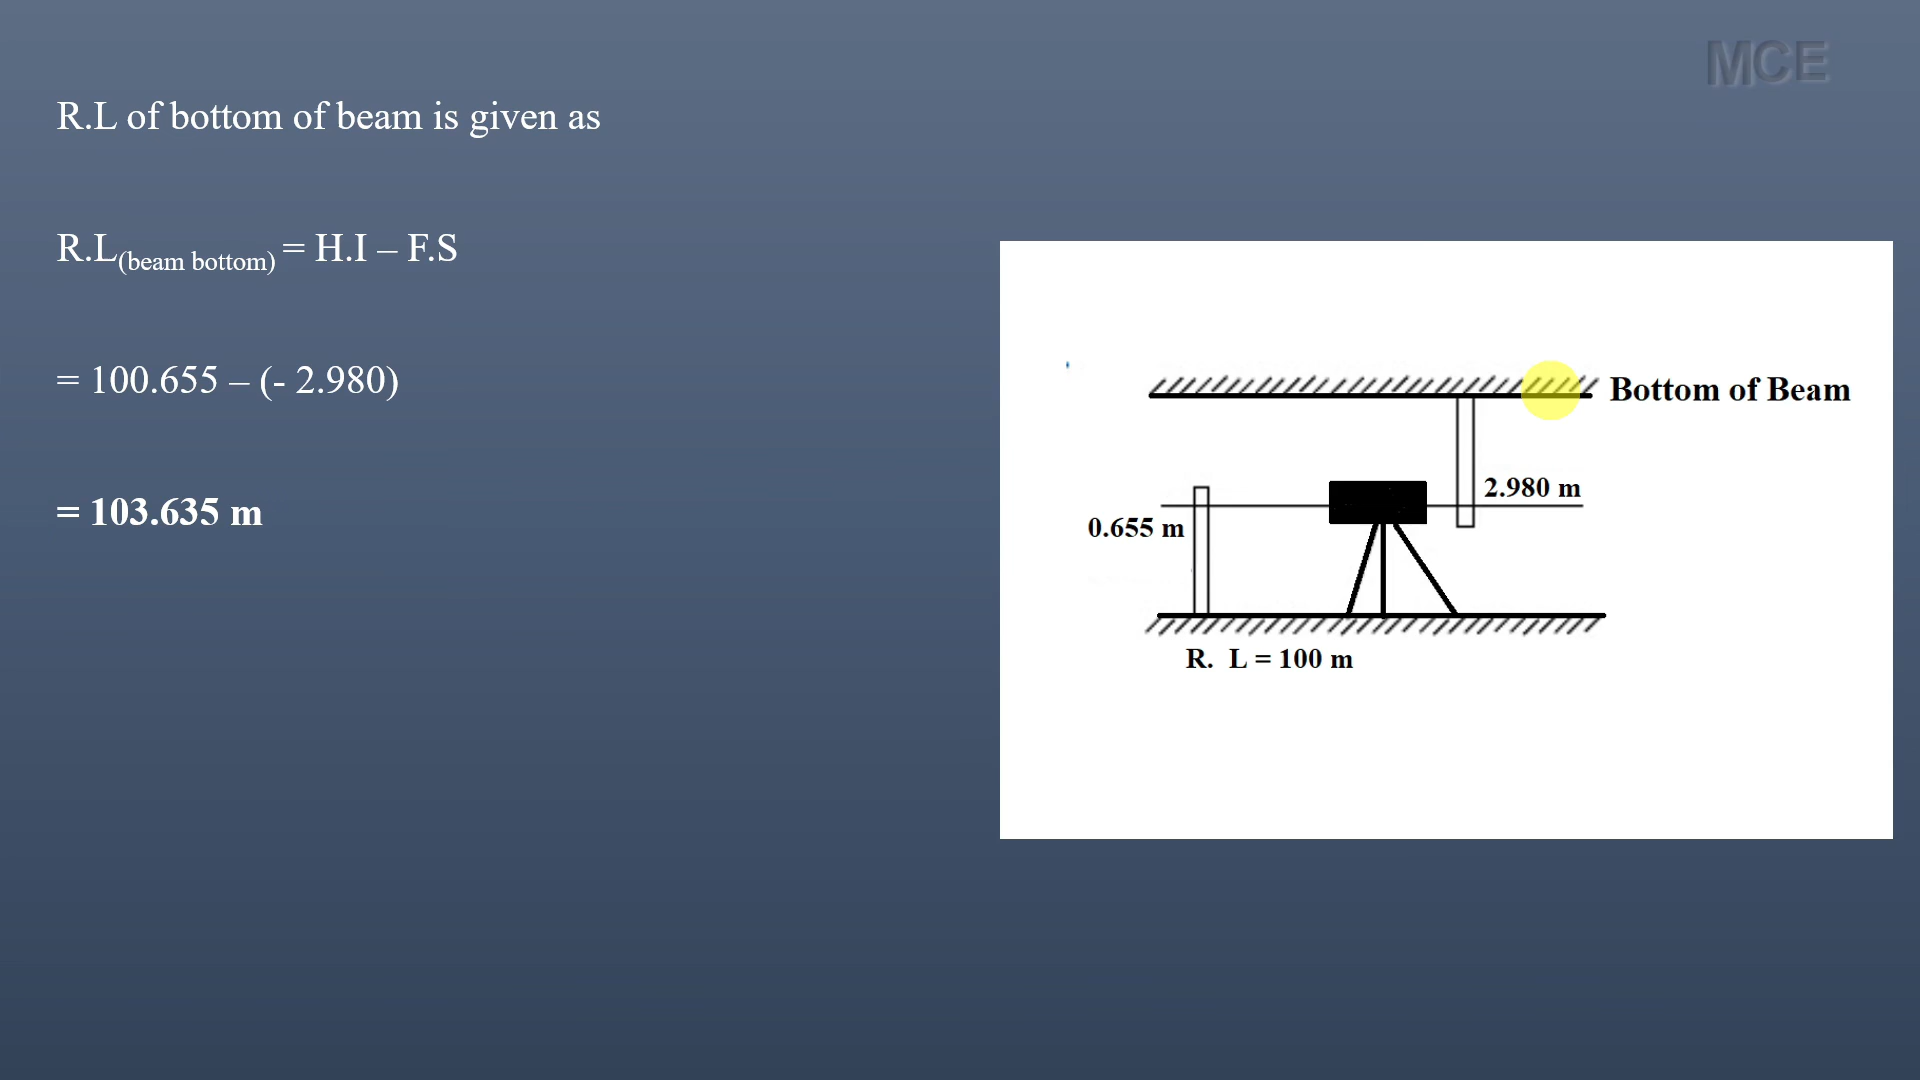 MCE
R.L of bottom of beam is given as
R.L(beam bottom) = H.I – F.S
= 100.655 – (- 2.980)
= 103.635 m
Bottom of Beam
2.980 m
0.655 m
R. L = 100 m